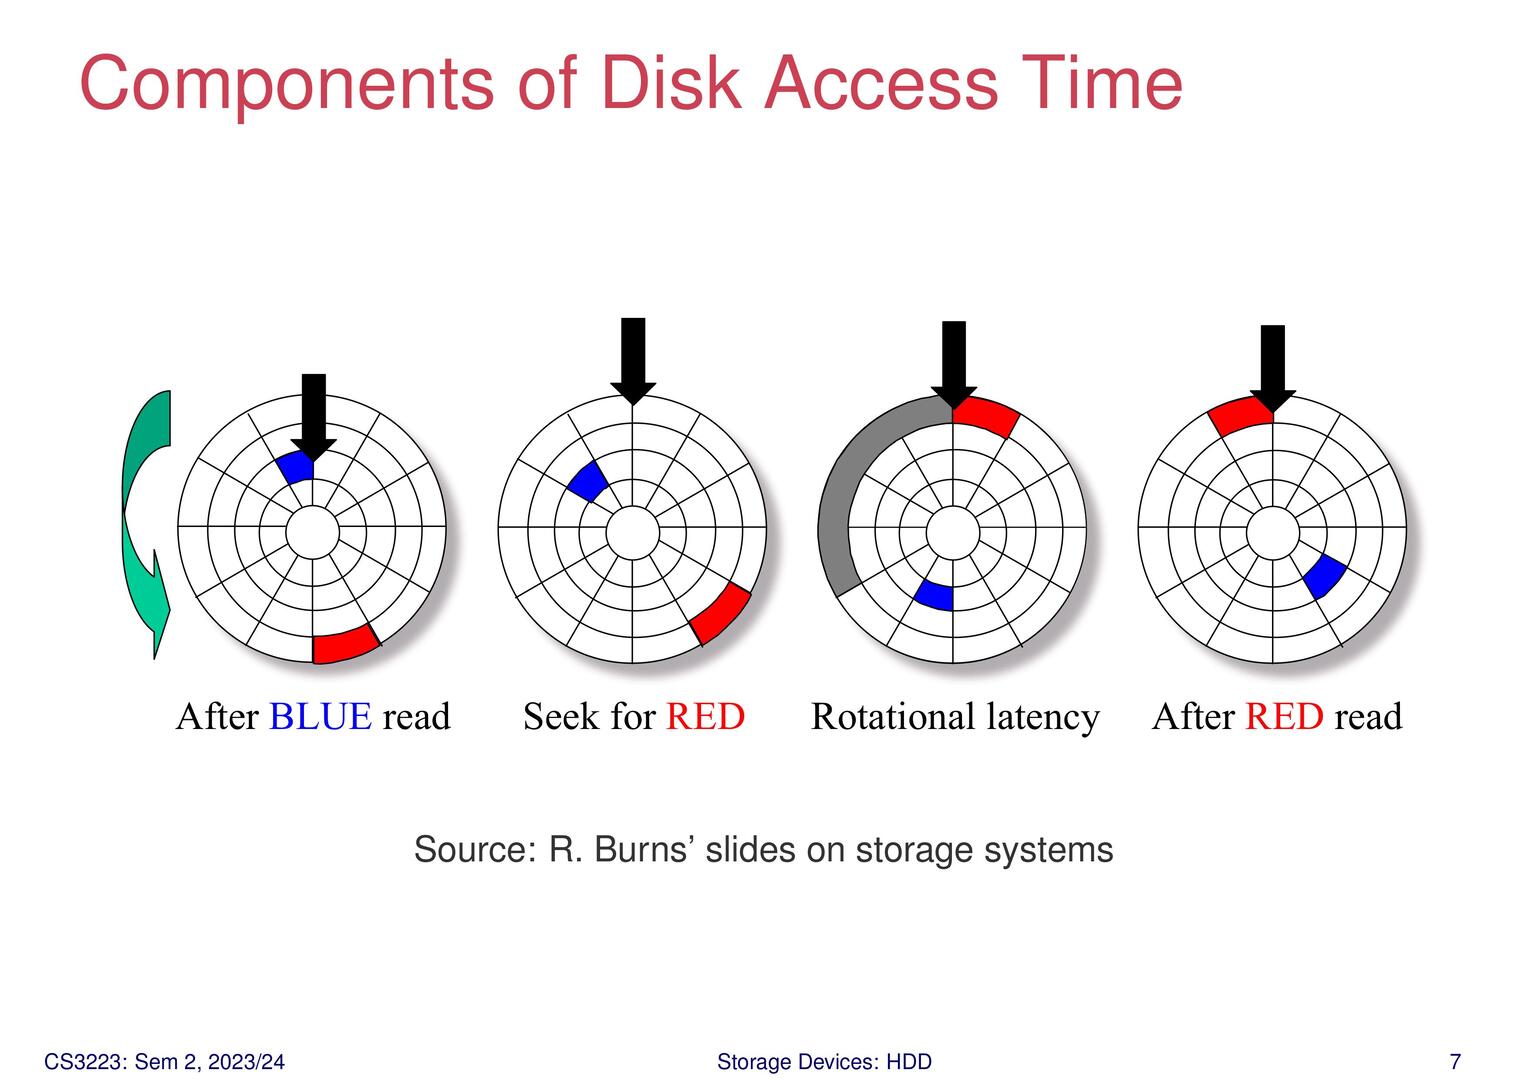 Components of Disk Access Time
After BLUE read
Seek for RED
Rotational latency
After RED read
Source: R. Burns’ slides on storage systems
CS3223: Sem 2, 2023/24
Storage Devices: HDD
7